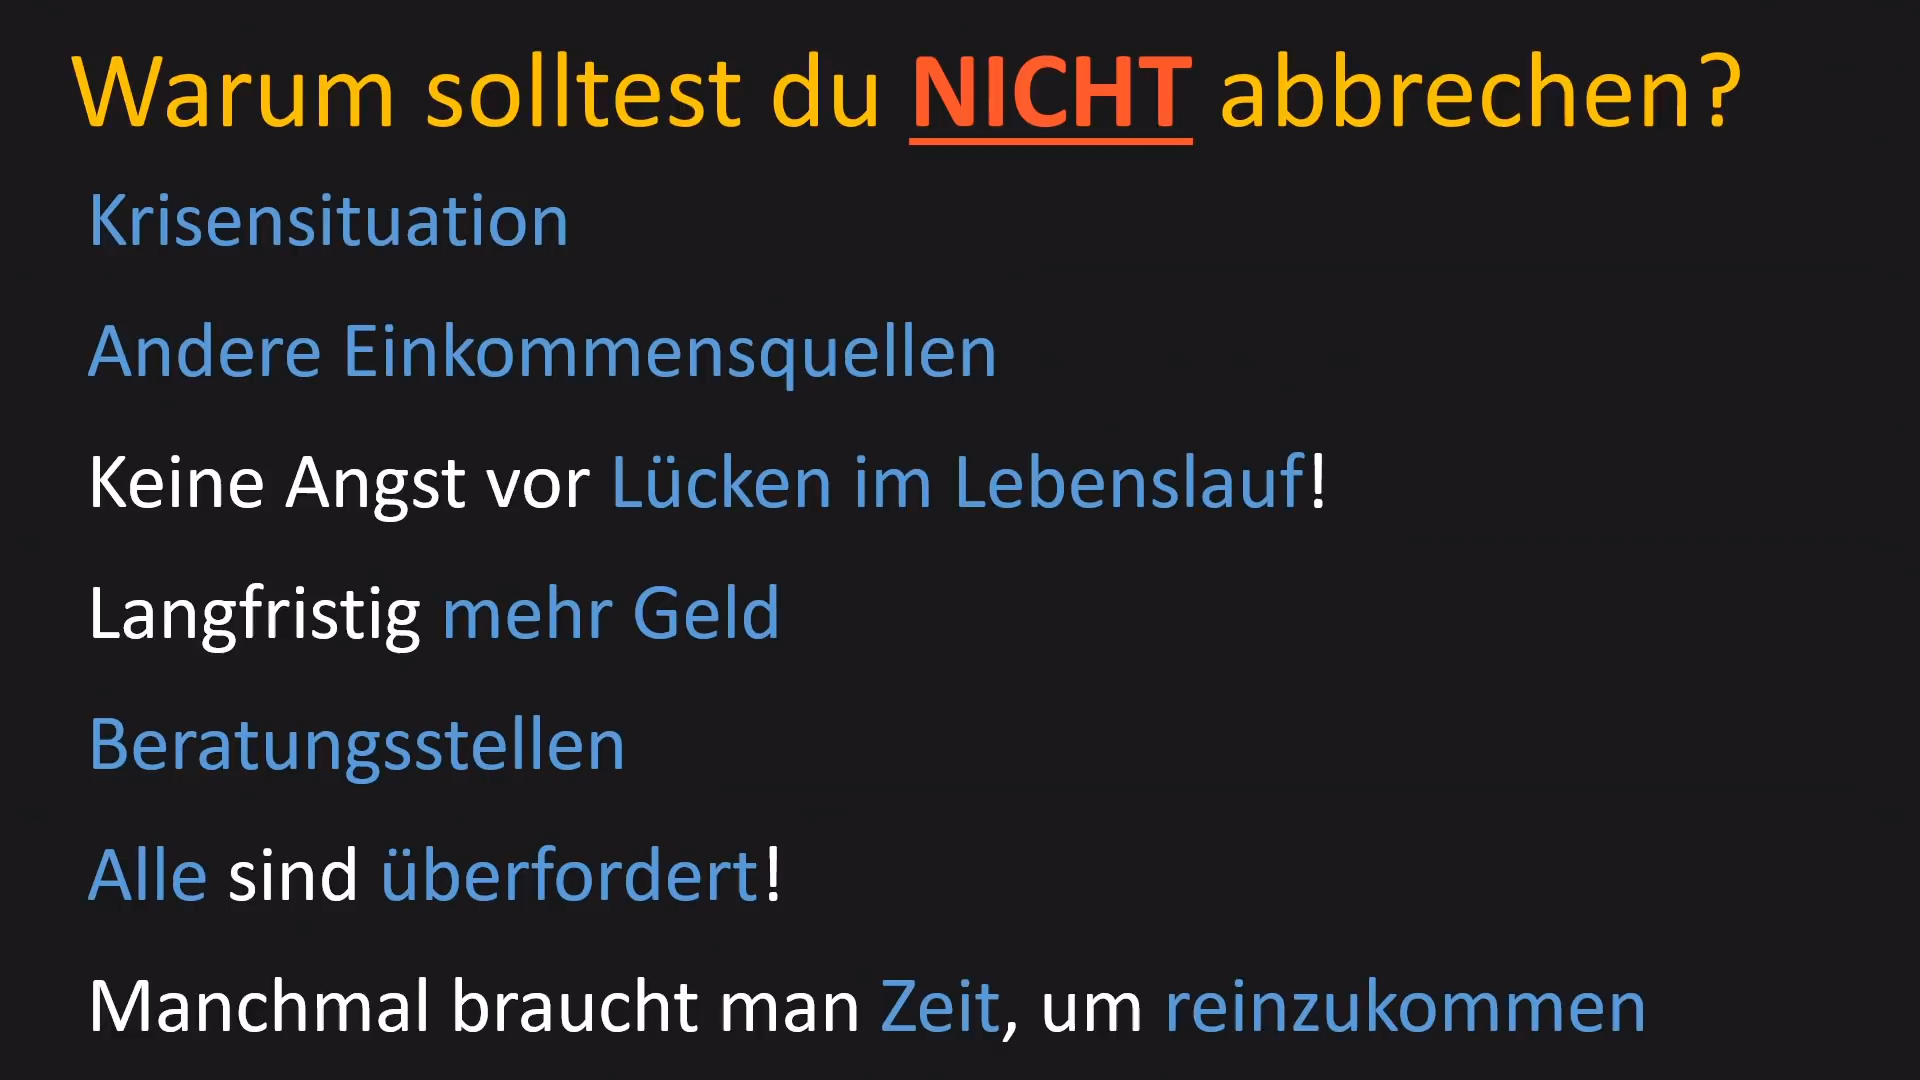 Warum solltest du NICHT abbrechen?
Krisensituation
Andere Einkommensquellen
Keine Angst vor Lücken im Lebenslauf!
Langfristig mehr Geld
Beratungsstellen
Alle sind überfordert!
Manchmal braucht man Zeit, um reinzukommen